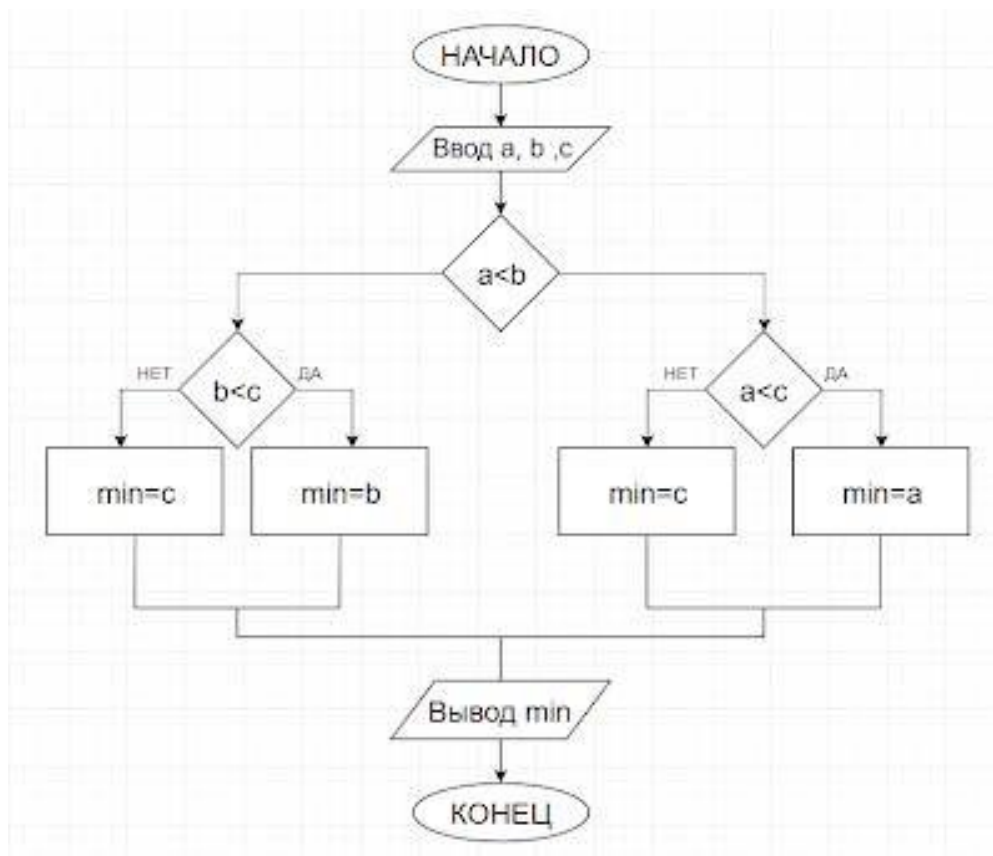 НАЧАЛО
Ввод a, b ,c
a<b
НЕТ
b<c
ДА
НЕТ
a<c
ДА
min=c
min=b
min=c
min=a
Вывод min
КОНЕЦ